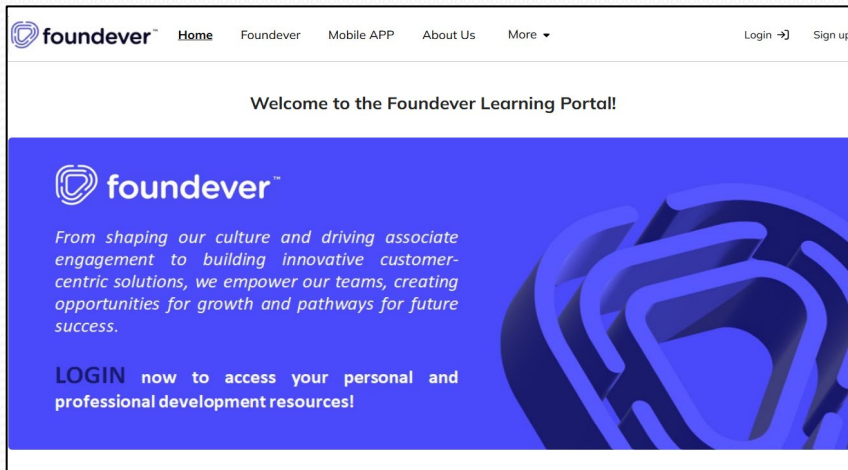 foundever™ Home Foundever Mobile APP About Us More Login Sign up
Welcome to the Foundever Learning Portal!
foundever™
From shaping our culture and driving associate
engagement to building innovative customer-
centric solutions, we empower our teams, creating
opportunities for growth and pathways for future
success.
LOGIN now to access your personal and
professional development resources!